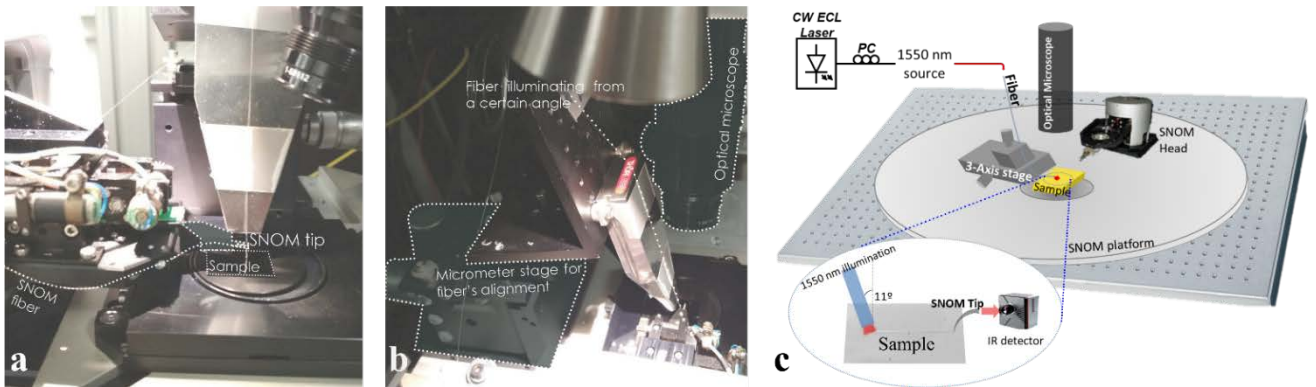 SNOM tip
Sample
SNOM
fiber
a
Fiber illuminating from
a certain angle
Optical microscope
Micrometer stage for
fiber's alignment
b
CW ECL
Laser
PC
1550 nm
source
Fiber
Optical Microscope
SNOM
Head
3-Axis stage
Sample
SNOM platform
1550 nm illumination
11º
SNOM Tip
IR detector
Sample
c